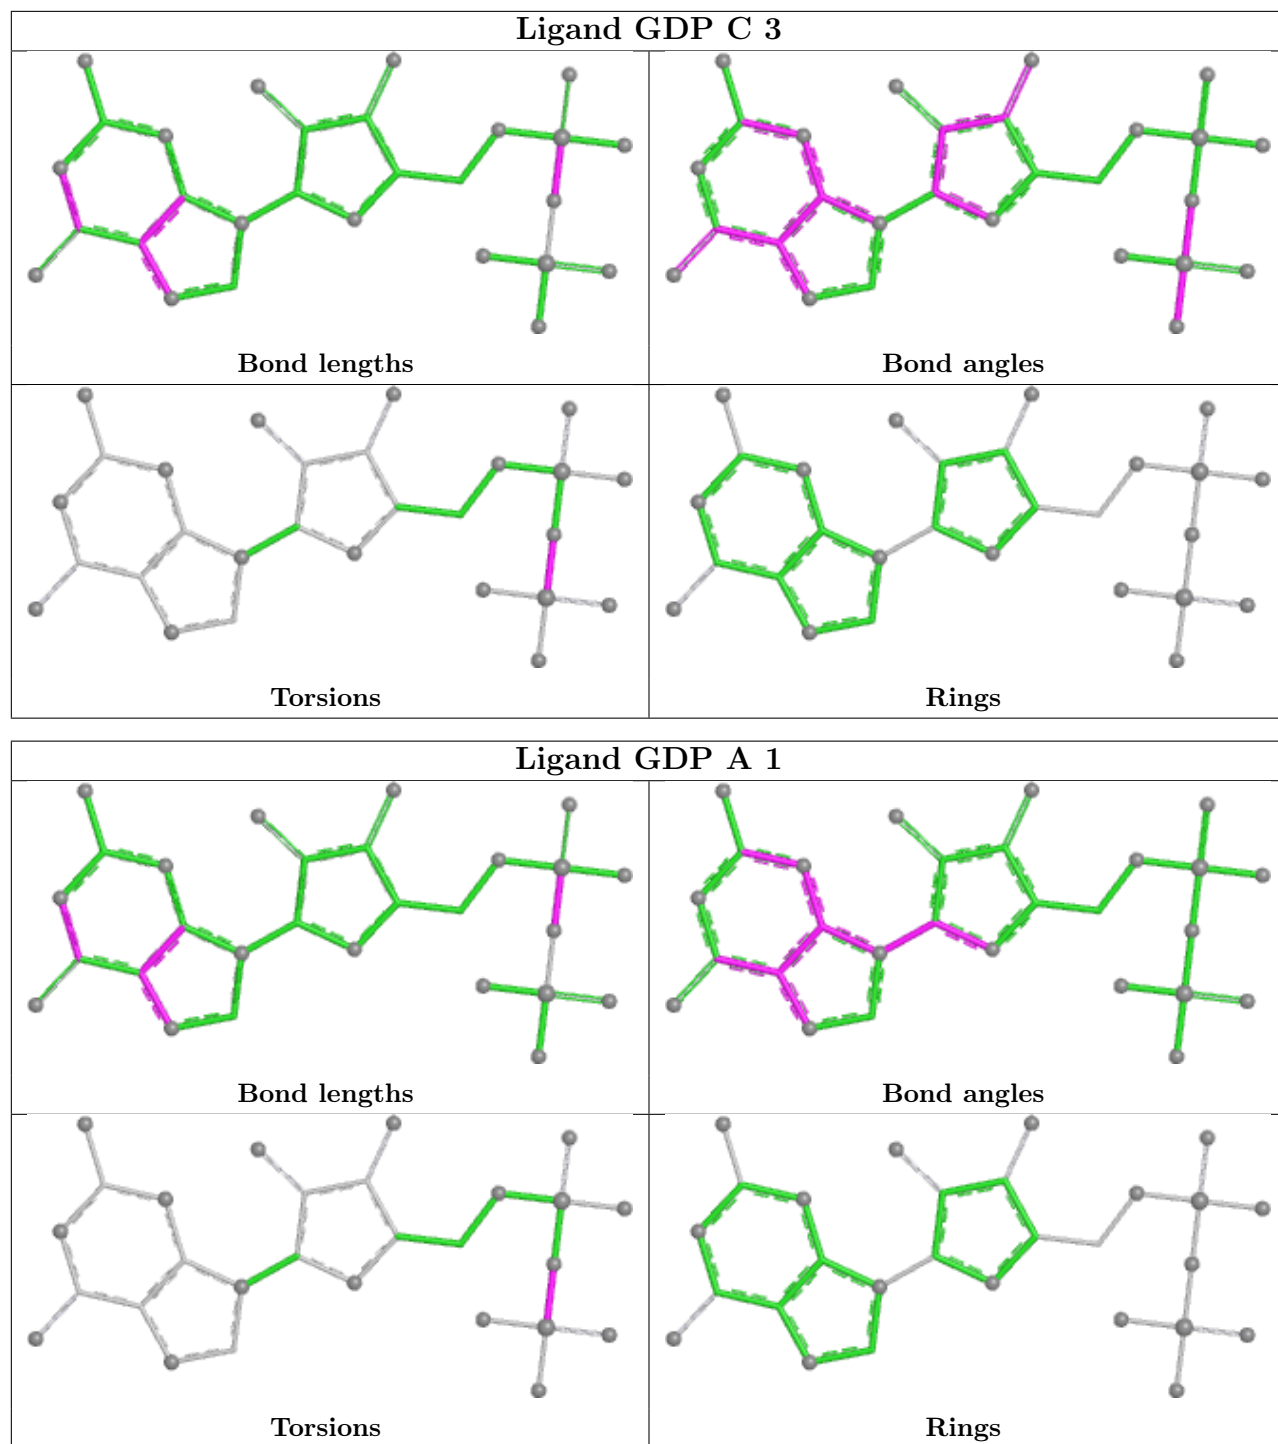 Ligand GDP C 3
Bond lengths
Bond angles
Torsions
Rings
Ligand GDP A 1
Bond lengths
Bond angles
Torsions
Rings